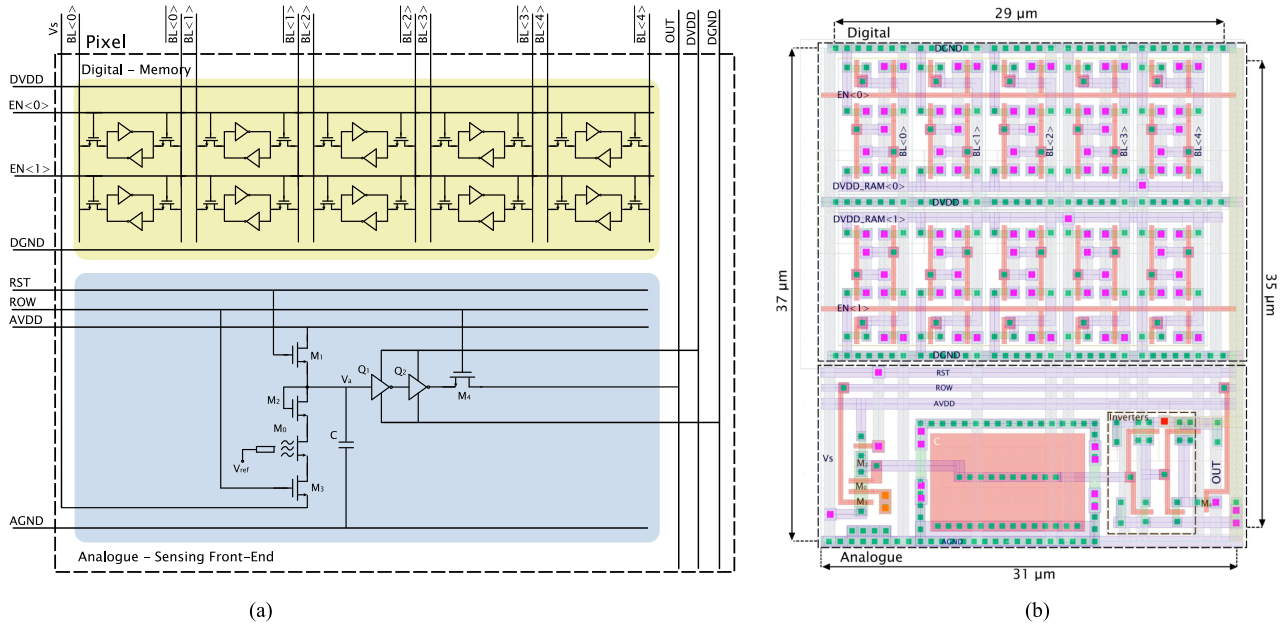 Vs
BL<0>
BL<0>
BL<1>
BL<1>
BL<2>
BL<2>
BL<3>
BL<3>
BL<4>
BL<4>
OUT
DVDD
DGND
Pixel
Digital – Memory
DVDD
EN<0>
EN<1>
DGND
RST
ROW
AVDD
M1
M2
M0
Vref
M3
Va
C
Q1
Q2
M4
AGND
Analogue – Sensing Front-End
(a)
29 µm
Digital
DGND
EN<0>
BL<0>
BL<1>
BL<2>
BL<3>
BL<4>
DVDD_RAM<0>
DVDD
DVDD_RAM<1>
EN<1>
DGND
37 µm
35 µm
RST
ROW
AVDD
Inverters
C
Vs
OUT
AGND
Analogue
31 µm
(b)